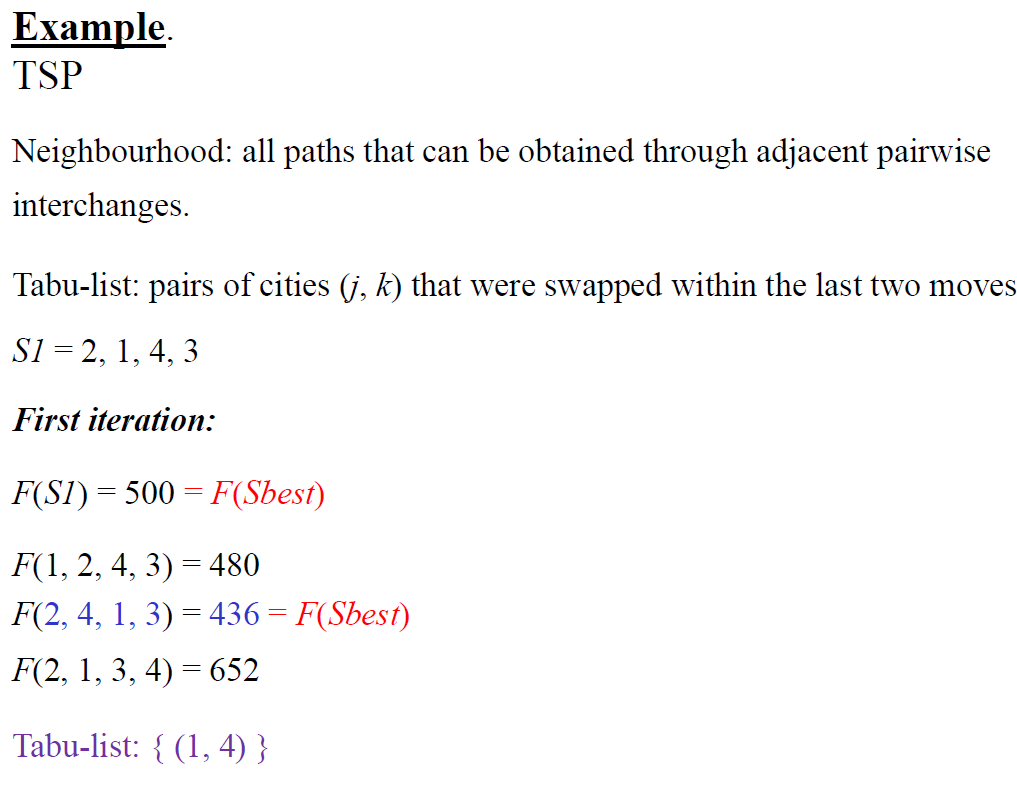 Example.
TSP
Neighbourhood: all paths that can be obtained through adjacent pairwise
interchanges.
Tabu-list: pairs of cities (j, k) that were swapped within the last two moves
S1 = 2, 1, 4, 3
First iteration:
F(S1) = 500 = F(Sbest)
F(1, 2, 4, 3) = 480
F(2, 4, 1, 3) = 436 = F(Sbest)
F(2, 1, 3, 4) = 652
Tabu-list: { (1, 4) }